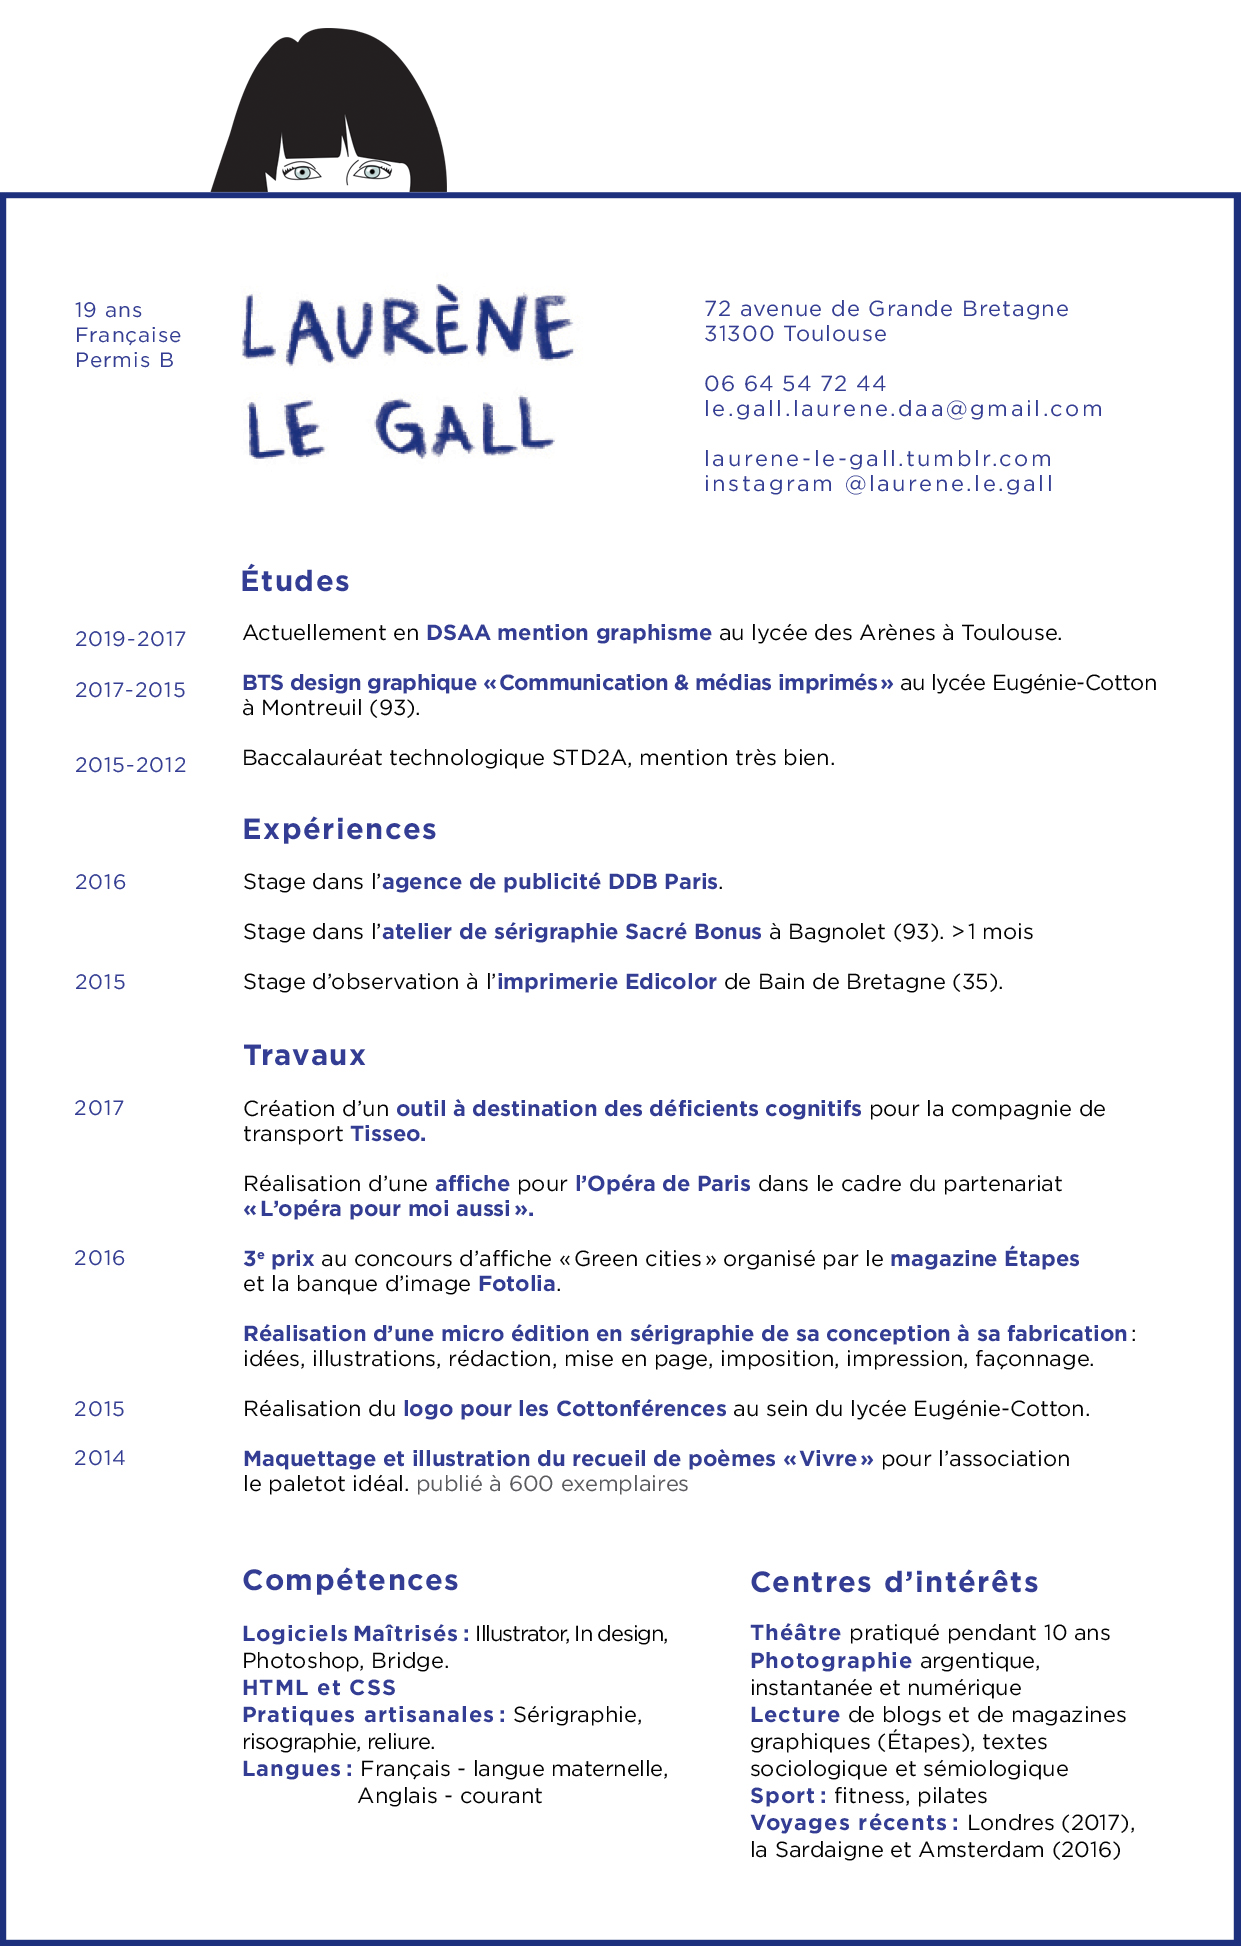 19 ans
Française
Permis B
LAURÈNE
LE GALL
72 avenue de Grande Bretagne
31300 Toulouse
06 64 54 72 44
le.gall.laurene.daa@gmail.com
laurene-le-gall.tumblr.com
instagram @laurene.le.gall
Études
2019-2017 Actuellement en DSAA mention graphisme au lycée des Arènes à Toulouse.
2017-2015 BTS design graphique «Communication & médias imprimés» au lycée Eugénie-Cotton
à Montreuil (93).
2015-2012 Baccalauréat technologique STD2A, mention très bien.
Expériences
2016 Stage dans l’agence de publicité DDB Paris.
Stage dans l’atelier de sérigraphie Sacré Bonus à Bagnolet (93). >1 mois
2015 Stage d’observation à l’imprimerie Edicolor de Bain de Bretagne (35).
Travaux
2017 Création d’un outil à destination des déficients cognitifs pour la compagnie de
transport Tisseo.
Réalisation d’une affiche pour l’Opéra de Paris dans le cadre du partenariat
«L’opéra pour moi aussi».
2016 3e prix au concours d’affiche «Green cities» organisé par le magazine Étapes
et la banque d’image Fotolia.
Réalisation d’une micro édition en sérigraphie de sa conception à sa fabrication :
idées, illustrations, rédaction, mise en page, imposition, impression, façonnage.
2015 Réalisation du logo pour les Cottonférences au sein du lycée Eugénie-Cotton.
2014 Maquettage et illustration du recueil de poèmes «Vivre» pour l’association
le paletot idéal. publié à 600 exemplaires
Compétences
Logiciels Maîtrisés : Illustrator, In design,
Photoshop, Bridge.
HTML et CSS
Pratiques artisanales : Sérigraphie,
risographie, reliure.
Langues : Français - langue maternelle,
Anglais - courant
Centres d’intérêts
Théâtre pratiqué pendant 10 ans
Photographie argentique,
instantanée et numérique
Lecture de blogs et de magazines
graphiques (Étapes), textes
sociologique et sémiologique
Sport : fitness, pilates
Voyages récents : Londres (2017),
la Sardaigne et Amsterdam (2016)